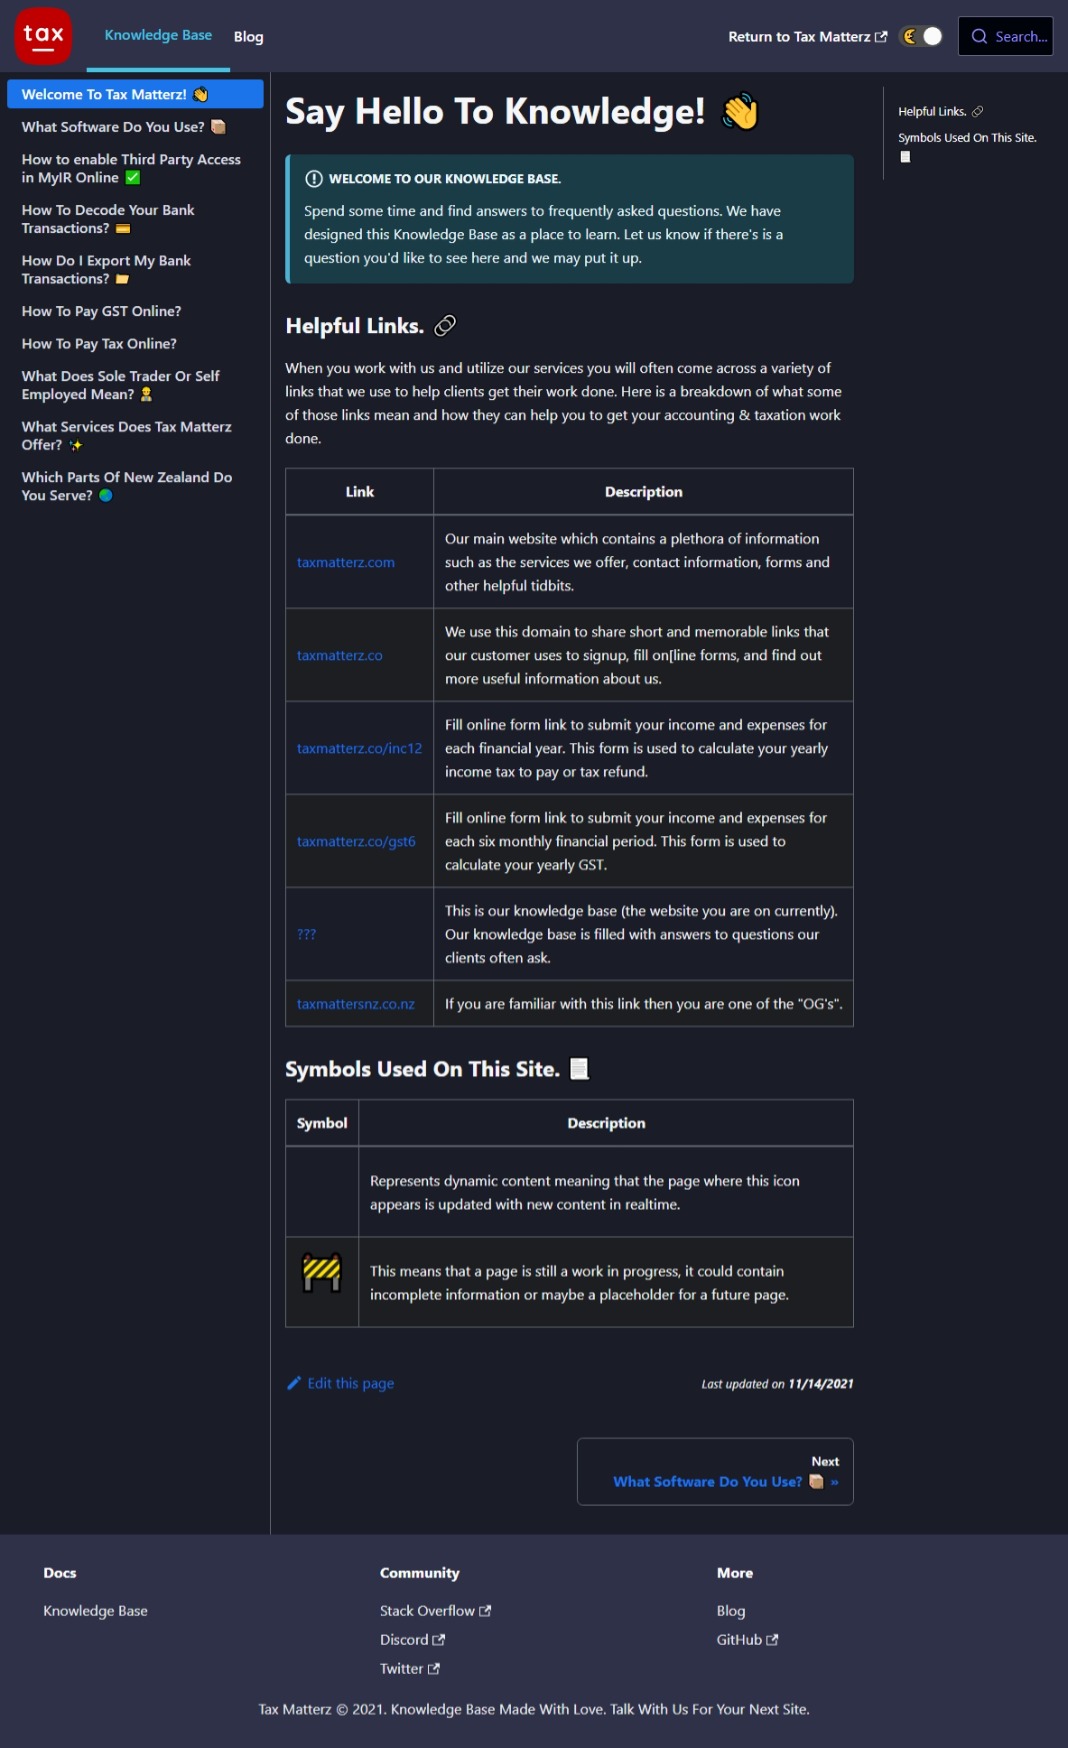 tax
Knowledge Base
Blog
Return to Tax Matterz
Search...
Welcome To Tax Matterz! 👋
What Software Do You Use? 📦
How to enable Third Party Access
in MyIR Online ✅
How To Decode Your Bank
Transactions? 💳
How Do I Export My Bank
Transactions? 📁
How To Pay GST Online?
How To Pay Tax Online?
What Does Sole Trader Or Self
Employed Mean? 👷
What Services Does Tax Matterz
Offer? ✨
Which Parts Of New Zealand Do
You Serve? 🌏
Say Hello To Knowledge! 👋
WELCOME TO OUR KNOWLEDGE BASE.
Spend some time and find answers to frequently asked questions. We have
designed this Knowledge Base as a place to learn. Let us know if there's is a
question you'd like to see here and we may put it up.
Helpful Links. 🔗
When you work with us and utilize our services you will often come across a variety of
links that we use to help clients get their work done. Here is a breakdown of what some
of those links mean and how they can help you to get your accounting & taxation work
done.
Link
Description
taxmatterz.com
Our main website which contains a plethora of information
such as the services we offer, contact information, forms and
other helpful tidbits.
taxmatterz.co
We use this domain to share short and memorable links that
our customer uses to signup, fill on[line forms, and find out
more useful information about us.
taxmatterz.co/inc12
Fill online form link to submit your income and expenses for
each financial year. This form is used to calculate your yearly
income tax to pay or tax refund.
taxmatterz.co/gst6
Fill online form link to submit your income and expenses for
each six monthly financial period. This form is used to
calculate your yearly GST.
???
This is our knowledge base (the website you are on currently).
Our knowledge base is filled with answers to questions our
clients often ask.
taxmattersnz.co.nz
If you are familiar with this link then you are one of the "OG's".
Symbols Used On This Site. 📃
Symbol
Description
Represents dynamic content meaning that the page where this icon
appears is updated with new content in realtime.
🚧
This means that a page is still a work in progress, it could contain
incomplete information or maybe a placeholder for a future page.
Edit this page
Last updated on 11/14/2021
Next
What Software Do You Use? 📦 »
Helpful Links. 🔗
Symbols Used On This Site.
📃
Docs
Knowledge Base
Community
Stack Overflow
Discord
Twitter
More
Blog
GitHub
Tax Matterz © 2021. Knowledge Base Made With Love. Talk With Us For Your Next Site.